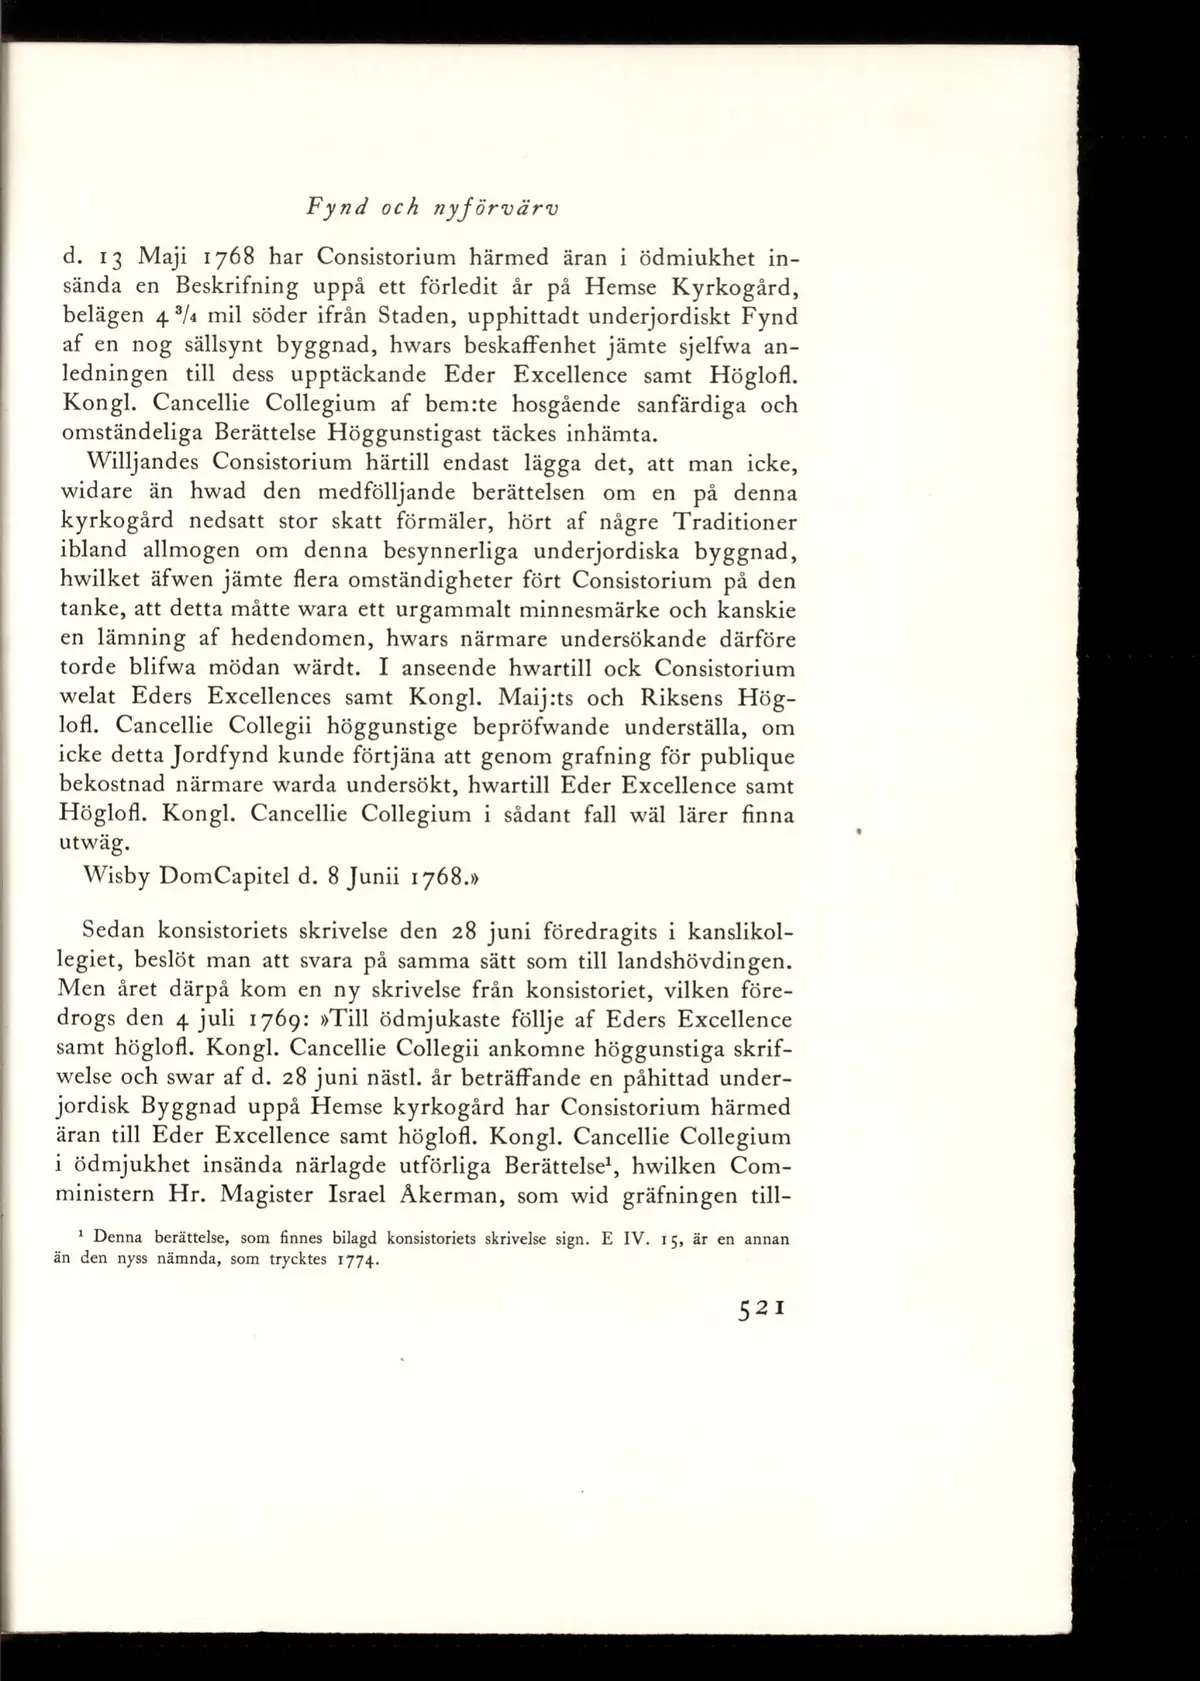 Fynd och nyförvärv
d. 13 Maji 1768 har Consistorium härmed äran i ödmiukhet in-
sända en Beskrifning uppå ett förledit år på Hemse Kyrkogård,
belägen 4 3/4 mil söder ifrån Staden, upphittadt underjordiskt Fynd
af en nog sällsynt byggnad, hwars beskaffenhet jämte sjelfwa an-
ledningen till dess upptäckande Eder Excellence samt Höglofl.
Kongl. Cancellie Collegium af bem:te hosgående sanfärdiga och
omständeliga Berättelse Höggunstigast täckes inhämta.
Willjandes Consistorium härtill endast lägga det, att man icke,
widare än hwad den medfölljande berättelsen om en på denna
kyrkogård nedsatt stor skatt förmäler, hört af någre Traditioner
ibland allmogen om denna besynnerliga underjordiska byggnad,
hwilket äfwen jämte flera omständigheter fört Consistorium på den
tanke, att detta måtte wara ett urgammalt minnesmärke och kanskie
en lämning af hedendomen, hwars närmare undersökande därföre
torde blifwa mödan wärdt. I anseende hwartill ock Consistorium
welat Eders Excellences samt Kongl. Maij:ts och Riksens Hög-
lofl. Cancellie Collegii höggunstige bepröfwande underställa, om
icke detta Jordfynd kunde förtjäna att genom grafning för publique
bekostnad närmare warda undersökt, hwartill Eder Excellence samt
Höglofl. Kongl. Cancellie Collegium i sådant fall wäl lärer finna
utwäg.
Wisby DomCapitel d. 8 Junii 1768.»
Sedan konsistoriets skrivelse den 28 juni föredragits i kanslikol-
legiet, beslöt man att svara på samma sätt som till landshövdingen.
Men året därpå kom en ny skrivelse från konsistoriet, vilken före-
drogs den 4 juli 1769: »Till ödmjukasteföllje af Eders Excellence
samt höglofl. Kongl. Cancellie Collegii ankomne höggunstiga skrif-
welse och swar af d. 28 juni nästl. år beträffande en påhittad under-
jordisk Byggnad uppå Hemse kyrkogård har Consistorium härmed
äran till Eder Excellence samt höglofl. Kongl. Cancellie Collegium
i ödmjukhet insända närlagde utförliga Berättelse¹, hwilken Com-
ministern Hr. Magister Israel Åkerman, som wid gräfningen till-
¹ Denna berättelse, som finnes bilagd konsistoriets skrivelse sign. E IV. 15, är en annan
än den nyss nämnda, som trycktes 1774.
521